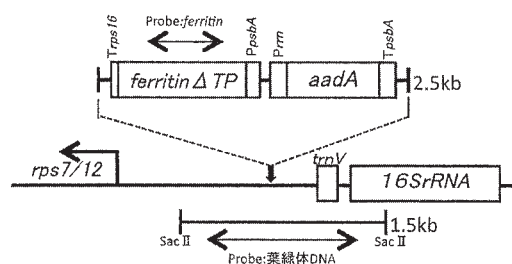 Probe:ferritin
Trps16
PpsbA
Prrn
TpsbA
ferritinΔTP
aadA
2.5kb
rps7/12
trnV
16SrRNA
1.5kb
SacⅡ
SacⅡ
Probe:葉緑体DNA